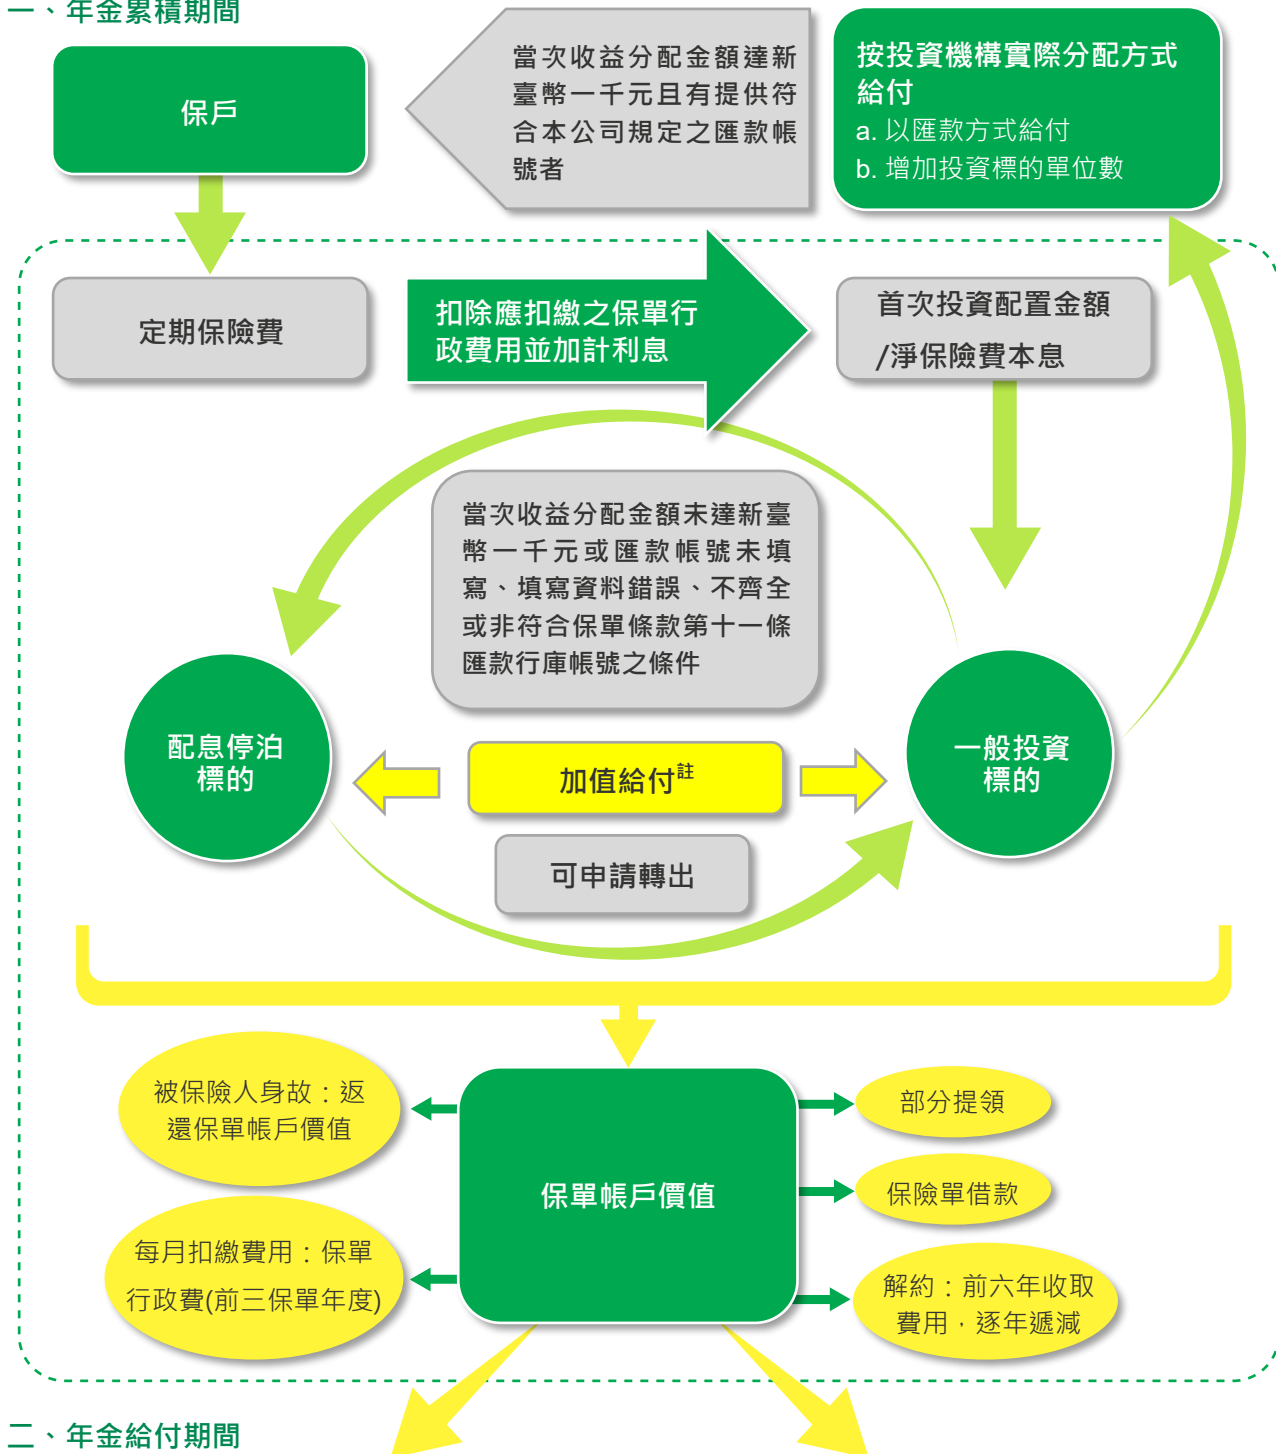 一、年金累積期間
保戶
當次收益分配金額達新
臺幣一千元且有提供符
合本公司規定之匯款帳
號者
按投資機構實際分配方式
給付
a. 以匯款方式給付
b. 增加投資標的單位數
定期保險費
扣除應扣繳之保單行
政費用並加計利息
首次投資配置金額
/淨保險費本息
當次收益分配金額未達新臺
幣一千元或匯款帳號未填
寫、填寫資料錯誤、不齊全
或非符合保單條款第十一條
匯款行庫帳號之條件
配息停泊
標的
加值給付註
一般投資
標的
可申請轉出
被保險人身故：返
還保單帳戶價值
每月扣繳費用：保單
行政費(前三保單年度)
保單帳戶價值
部分提領
保險單借款
解約：前六年收取
費用，逐年遞減
二、年金給付期間